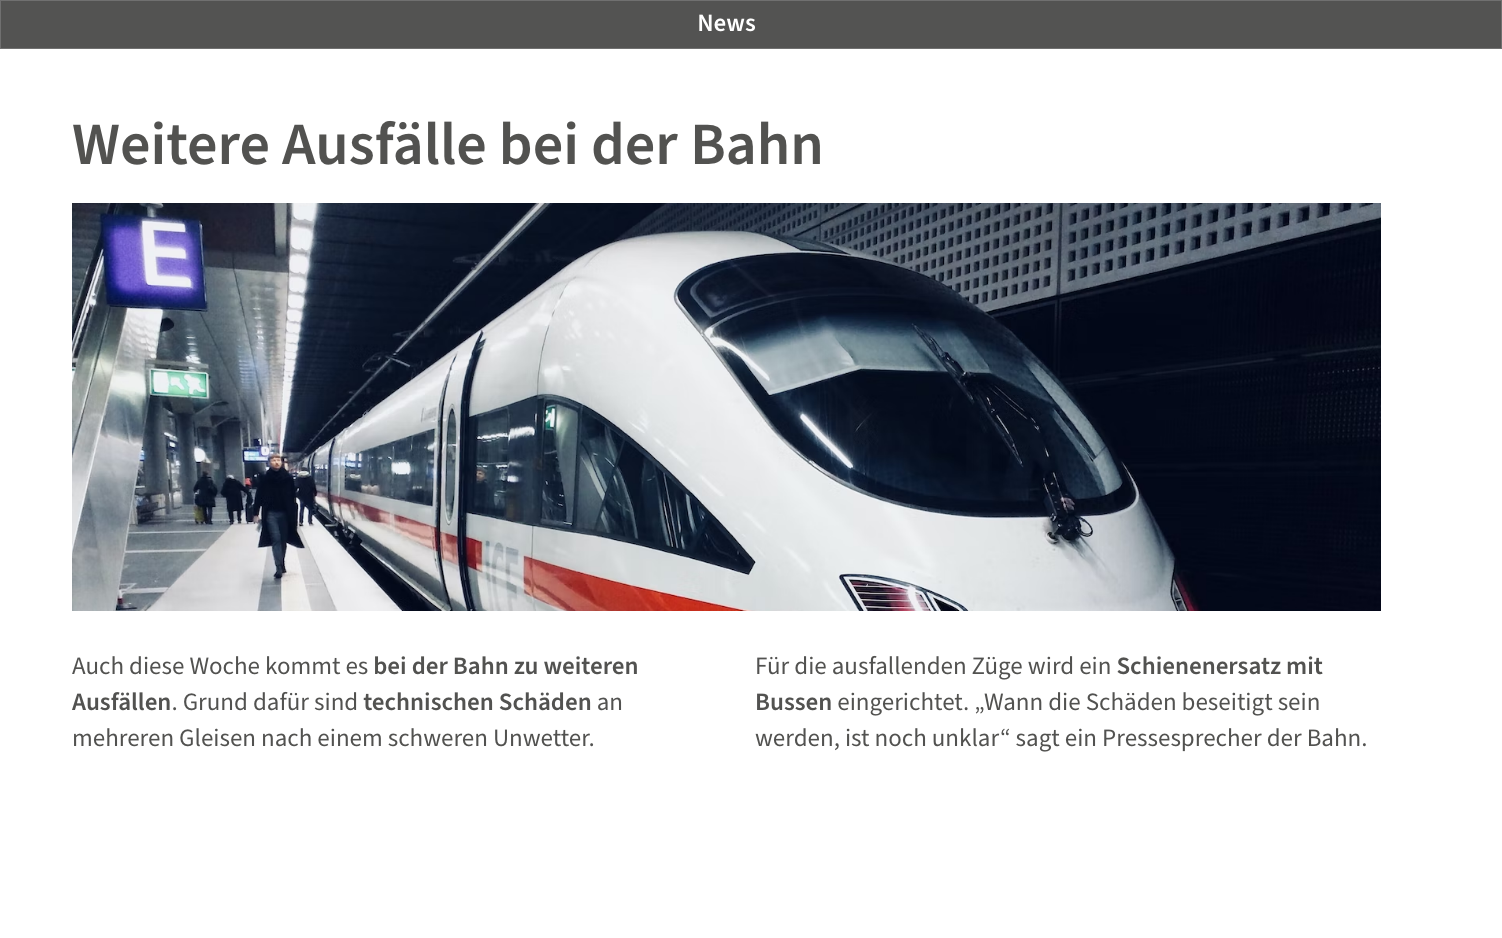 News
Weitere Ausfälle bei der Bahn
E
ICE
Auch diese Woche kommt es bei der Bahn zu weiteren
Ausfällen. Grund dafür sind technischen Schäden an
mehreren Gleisen nach einem schweren Unwetter.
Für die ausfallenden Züge wird ein Schienenersatz mit
Bussen eingerichtet. „Wann die Schäden beseitigt sein
werden, ist noch unklar“ sagt ein Pressesprecher der Bahn.